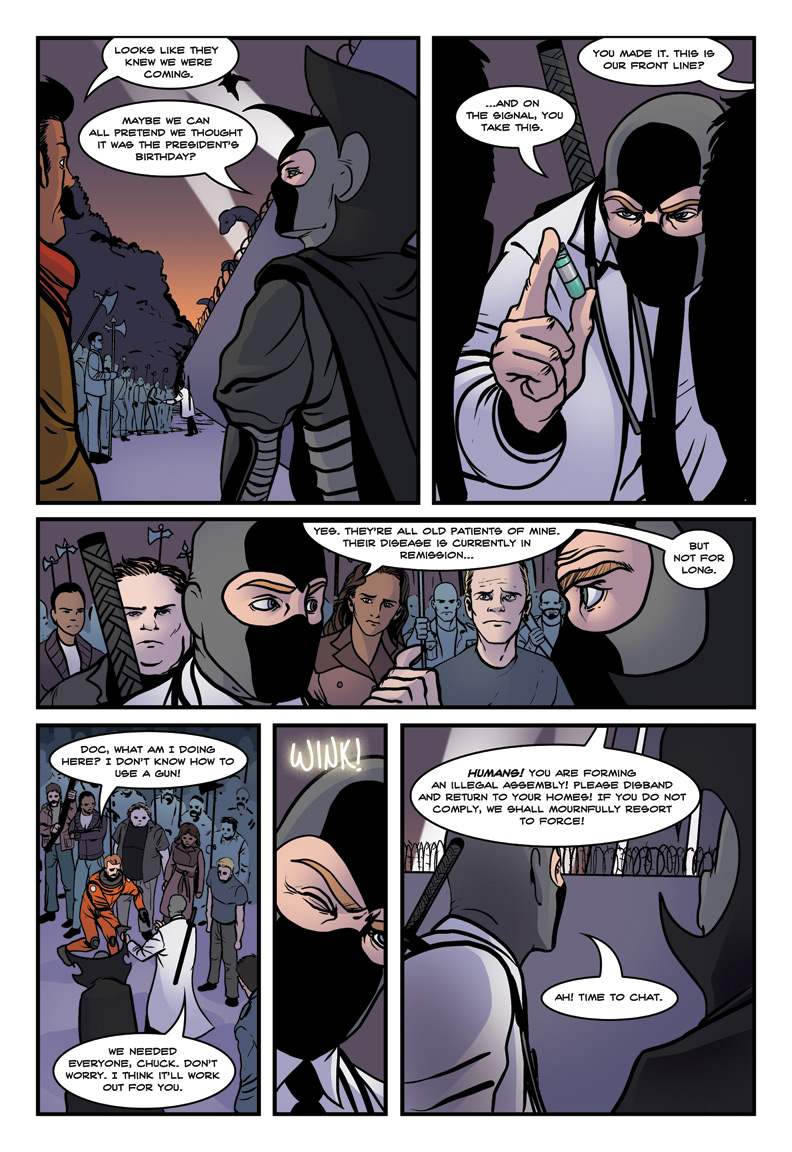 LOOKS LIKE THEY
KNEW WE WERE
COMING.
MAYBE WE CAN
ALL PRETEND WE THOUGHT
IT WAS THE PRESIDENT'S
BIRTHDAY?
...AND ON
THE SIGNAL, YOU
TAKE THIS.
YOU MADE IT. THIS IS
OUR FRONT LINE?
YES. THEY'RE ALL OLD PATIENTS OF MINE.
THEIR DISEASE IS CURRENTLY IN
REMISSION...
BUT
NOT FOR
LONG.
DOC, WHAT AM I DOING
HERE? I DON'T KNOW HOW TO
USE A GUN!
WE NEEDED
EVERYONE, CHUCK. DON'T
WORRY. I THINK IT'LL WORK
OUT FOR YOU.
WINK!
HUMANS! YOU ARE FORMING
AN ILLEGAL ASSEMBLY! PLEASE DISBAND
AND RETURN TO YOUR HOMES! IF YOU DO NOT
COMPLY, WE SHALL MOURNFULLY RESORT
TO FORCE!
AH! TIME TO CHAT.